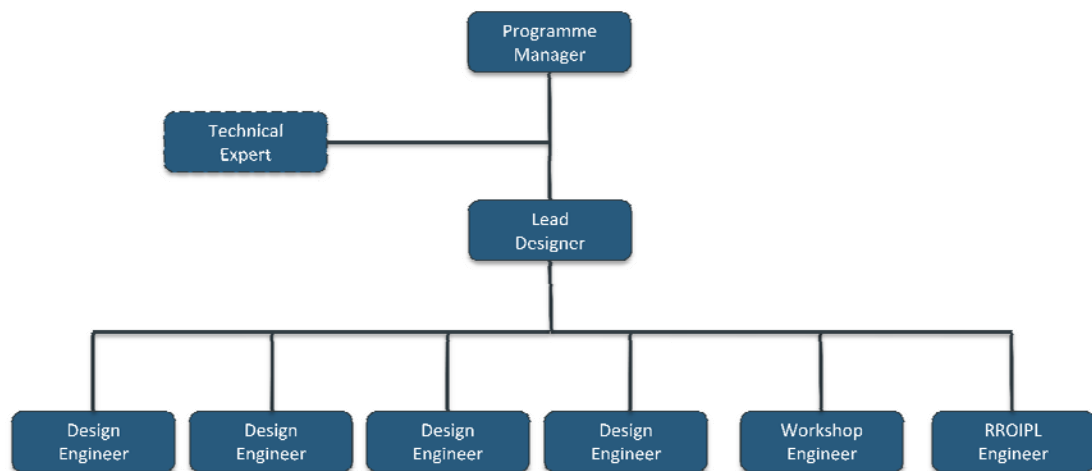 Programme
Manager
Technical
Expert
Lead
Designer
Design
Engineer
Design
Engineer
Design
Engineer
Design
Engineer
Workshop
Engineer
RROIPL
Engineer